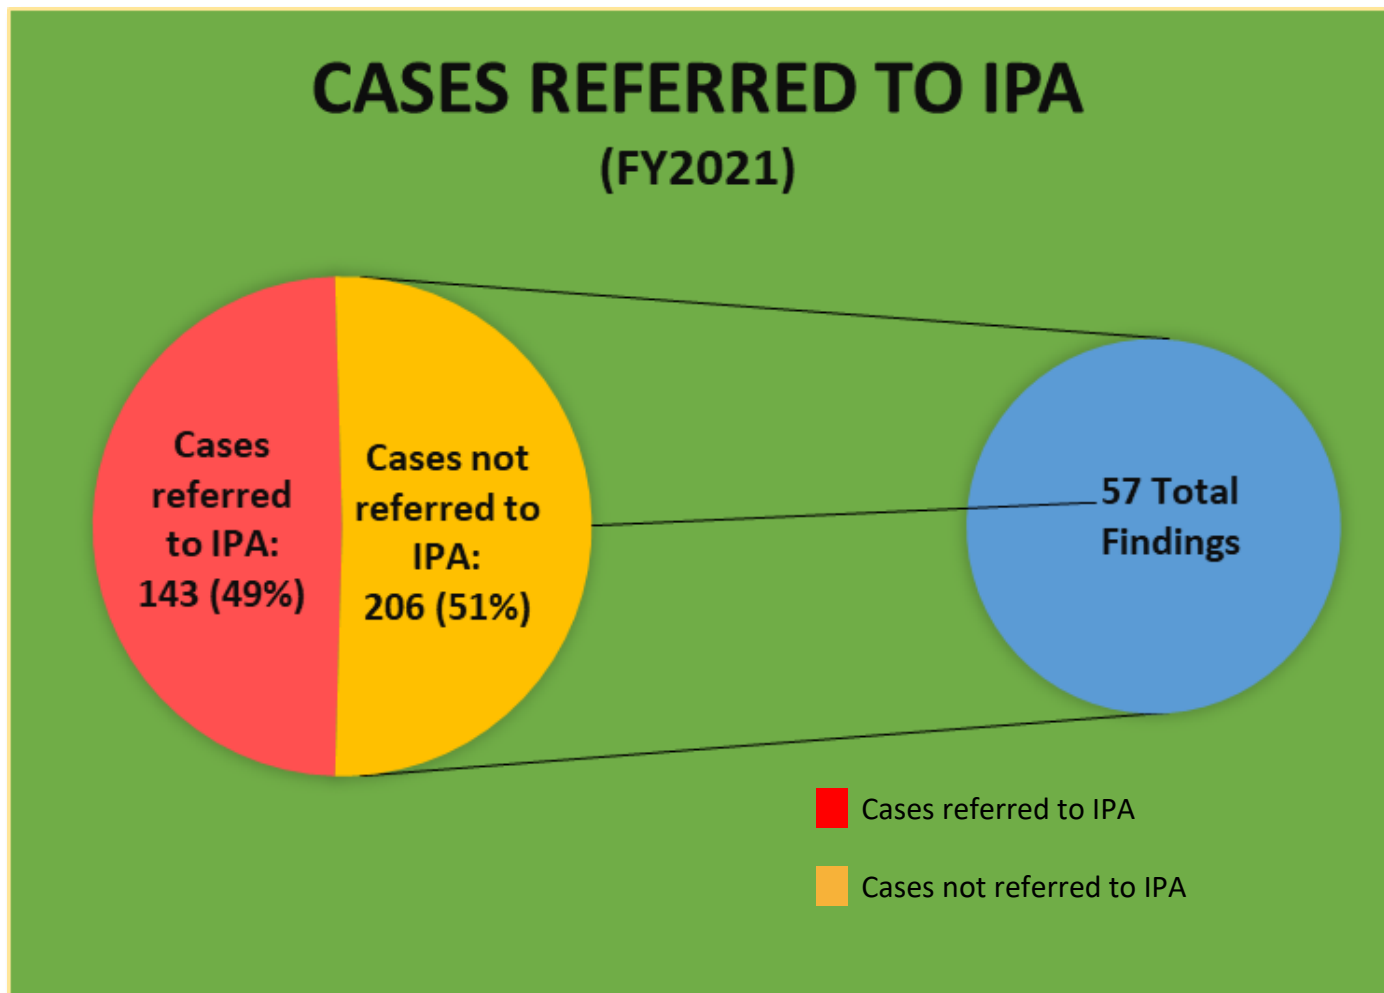 CASES REFERRED TO IPA
(FY2021)
Cases
referred
to IPA:
143 (49%)
Cases not
referred to
IPA:
206 (51%)
57 Total
Findings
Cases referred to IPA
Cases not referred to IPA